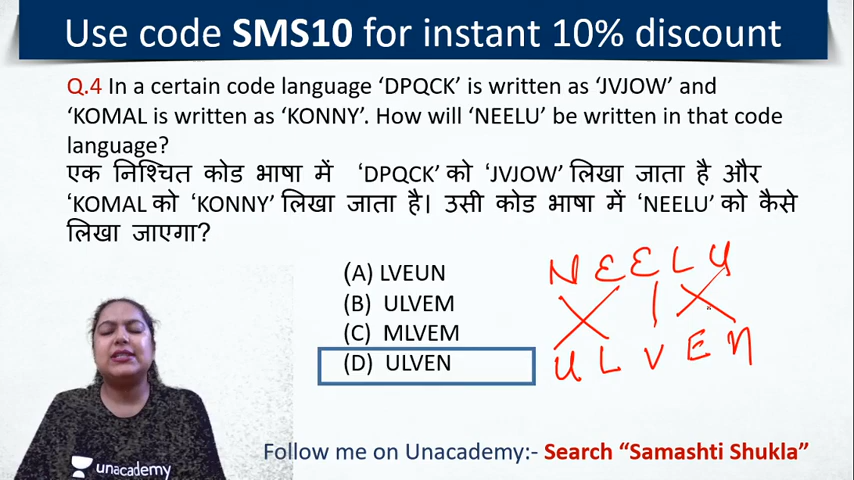 Use code SMS10 for instant 10% discount
Q.4 In a certain code language ‘DPQCK’ is written as ‘JVJOW’ and
‘KOMAL is written as ‘KONNY’. How will ‘NEELU’ be written in that code
language?
एक निश्चित कोड भाषा में ‘DPQCK’ को ‘JVJOW’ लिखा जाता है और
‘KOMAL को ‘KONNY’ लिखा जाता है। उसी कोड भाषा में ‘NEELU’ को कैसे
लिखा जाएगा?
(A) LVEUN
(B) ULVEM
(C) MLVEM
(D) ULVEN
NEELU
ULVEN
unacademy
Follow me on Unacademy:- Search “Samashti Shukla”